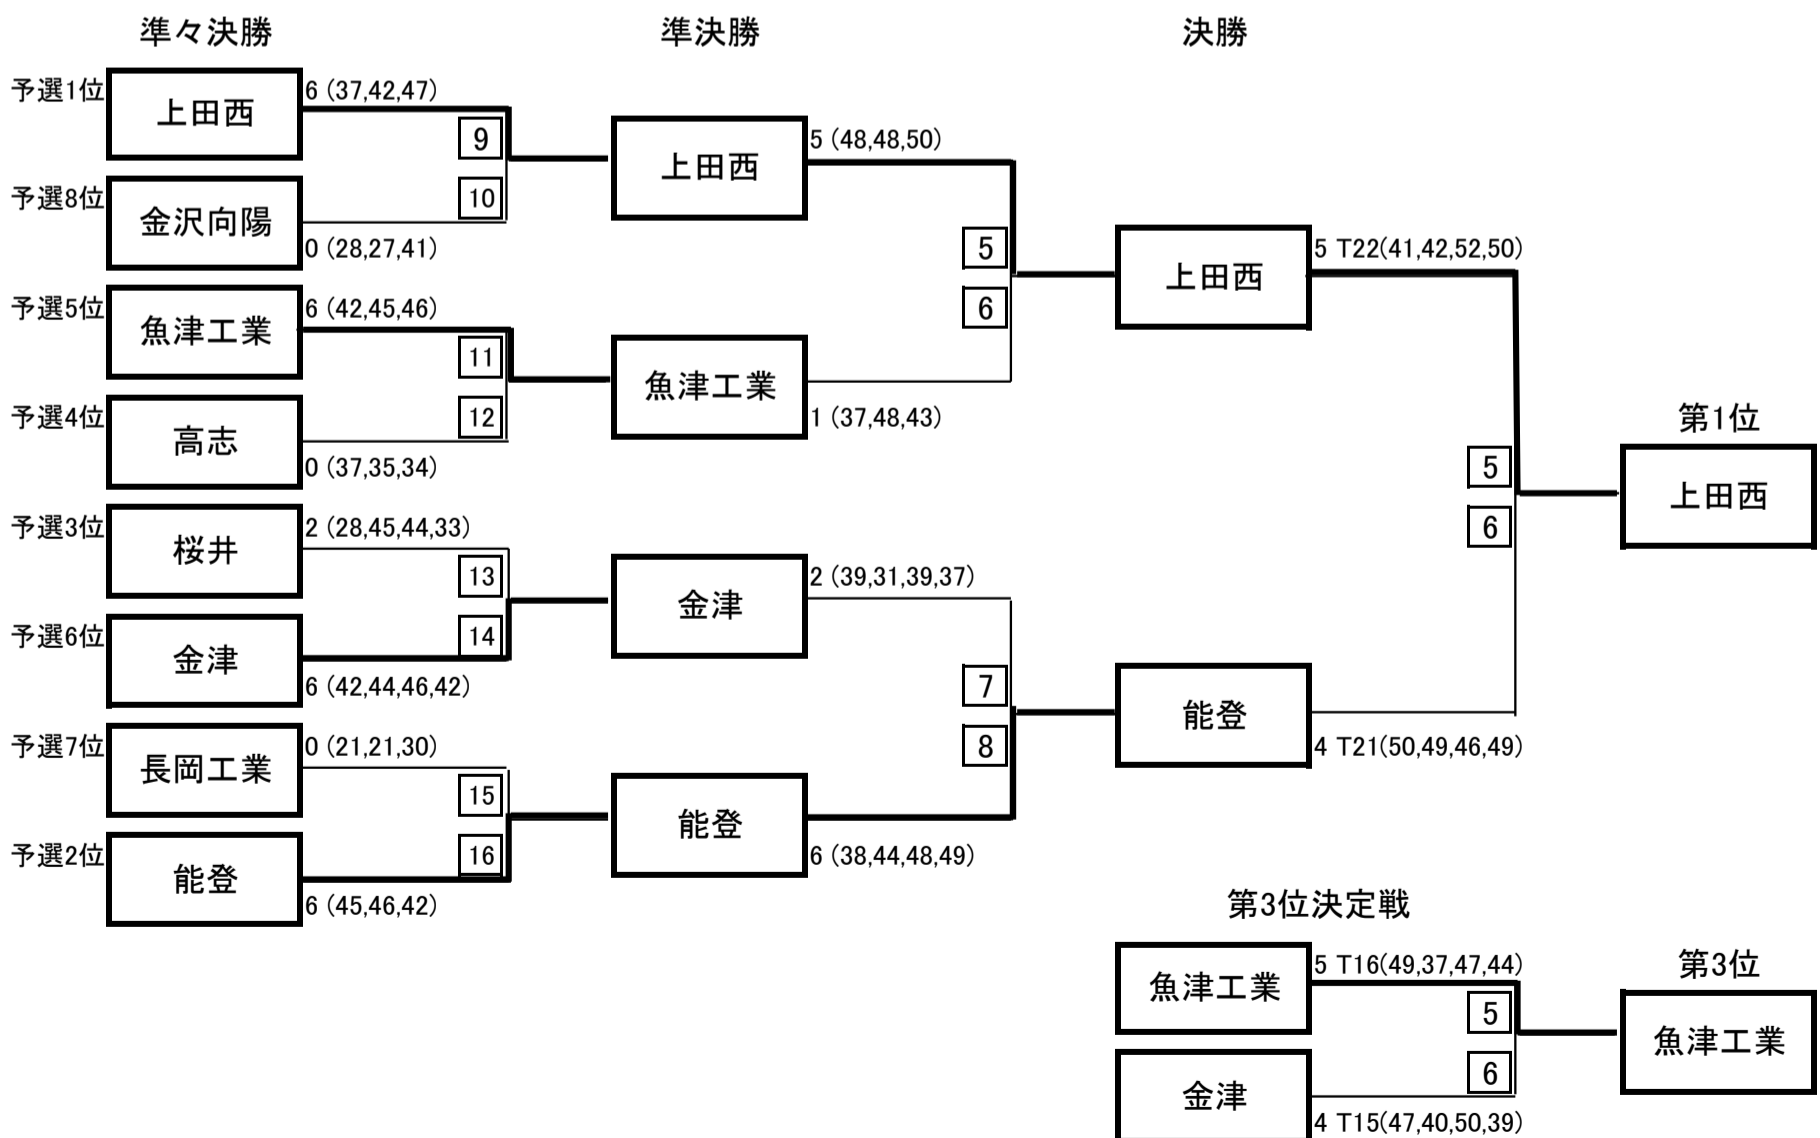 準々決勝
準決勝
決勝
予選1位
上田西
6 (37,42,47)
9
10
予選8位
金沢向陽
0 (28,27,41)
予選5位
魚津工業
6 (42,45,46)
11
12
予選4位
高志
0 (37,35,34)
予選3位
桜井
2 (28,45,44,33)
13
14
予選6位
金津
6 (42,44,46,42)
予選7位
長岡工業
0 (21,21,30)
15
16
予選2位
能登
6 (45,46,42)
上田西
5 (48,48,50)
5
6
魚津工業
1 (37,48,43)
金津
2 (39,31,39,37)
7
8
能登
6 (38,44,48,49)
上田西
5 T22(41,42,52,50)
5
6
能登
4 T21(50,49,46,49)
第1位
上田西
第3位決定戦
魚津工業
5 T16(49,37,47,44)
5
6
金津
4 T15(47,40,50,39)
第3位
魚津工業